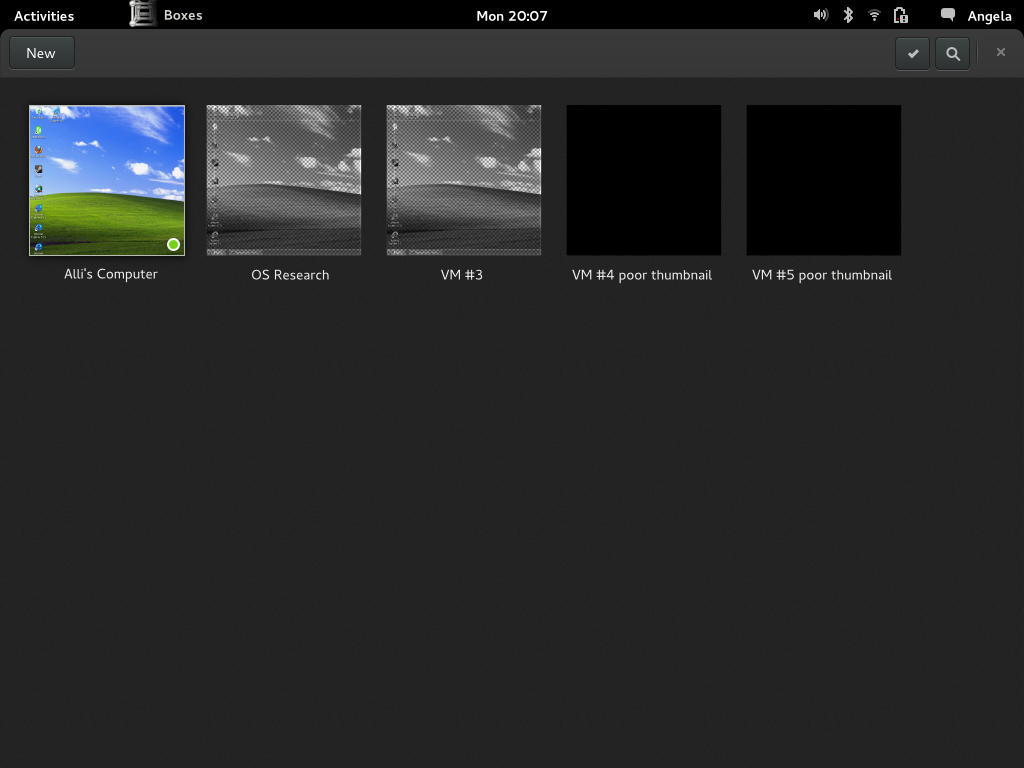 Activities Boxes Mon 20:07 Angela
New
Alli's Computer
OS Research
VM #3
VM #4 poor thumbnail
VM #5 poor thumbnail